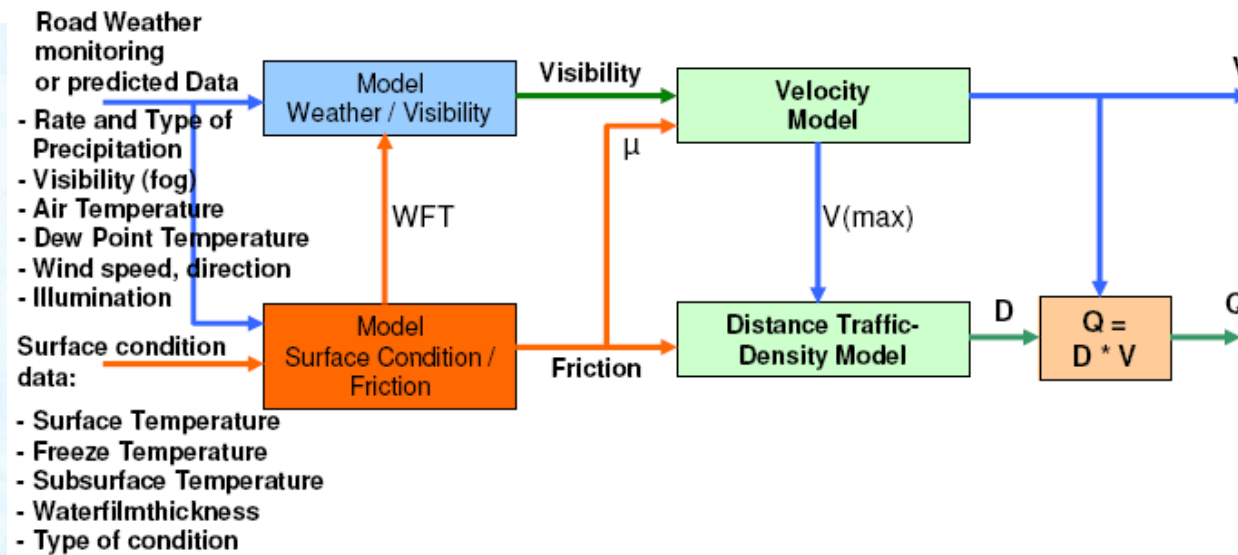 Road Weather
monitoring
or predicted Data
- Rate and Type of
Precipitation
- Visibility (fog)
- Air Temperature
- Dew Point Temperature
- Wind speed, direction
- Illumination
Surface condition
data:
- Surface Temperature
- Freeze Temperature
- Subsurface Temperature
- Waterfilmthickness
- Type of condition
Model
Weather / Visibility
WFT
Model
Surface Condition /
Friction
Visibility
μ
Friction
Velocity
Model
V(max)
Distance Traffic-
Density Model
D
Q =
D * V
V
Q